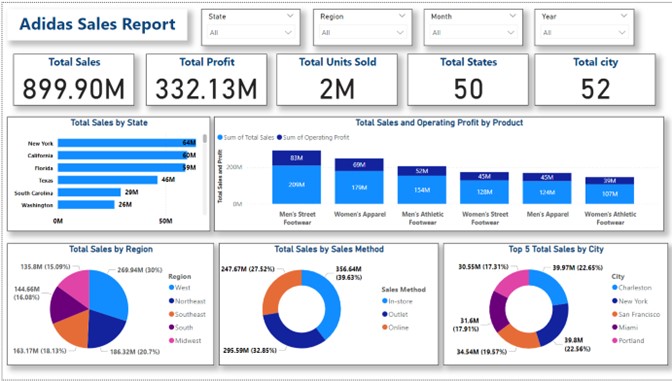 Adidas Sales Report
State
All
Region
All
Month
All
Year
All
Total Sales
899.90M
Total Profit
332.13M
Total Units Sold
2M
Total States
50
Total city
52
Total Sales by State
New York 64M
California 60M
Florida 59M
Texas 46M
South Carolina 29M
Washington 26M
0M 50M
Total Sales and Operating Profit by Product
Sum of Total Sales Sum of Operating Profit
Total Sales and Profit
200M
0M
83M 69M 52M 45M 45M 39M
209M 179M 154M 128M 124M 107M
Men's Street Footwear
Women's Apparel
Men's Athletic Footwear
Women's Street Footwear
Men's Apparel
Women's Athletic Footwear
Total Sales by Region
269.94M (30%)
186.32M (20.7%)
163.17M (18.13%)
144.66M (16.08%)
135.8M (15.09%)
Region
West
Northeast
Southeast
South
Midwest
Total Sales by Sales Method
247.67M (27.52%)
356.64M (39.63%)
295.59M (32.85%)
Sales Method
In-store
Outlet
Online
Top 5 Total Sales by City
30.55M (17.31%)
39.97M (22.65%)
31.6M (17.91%)
34.54M (19.57%)
39.8M (22.56%)
City
Charleston
New York
San Francisco
Miami
Portland